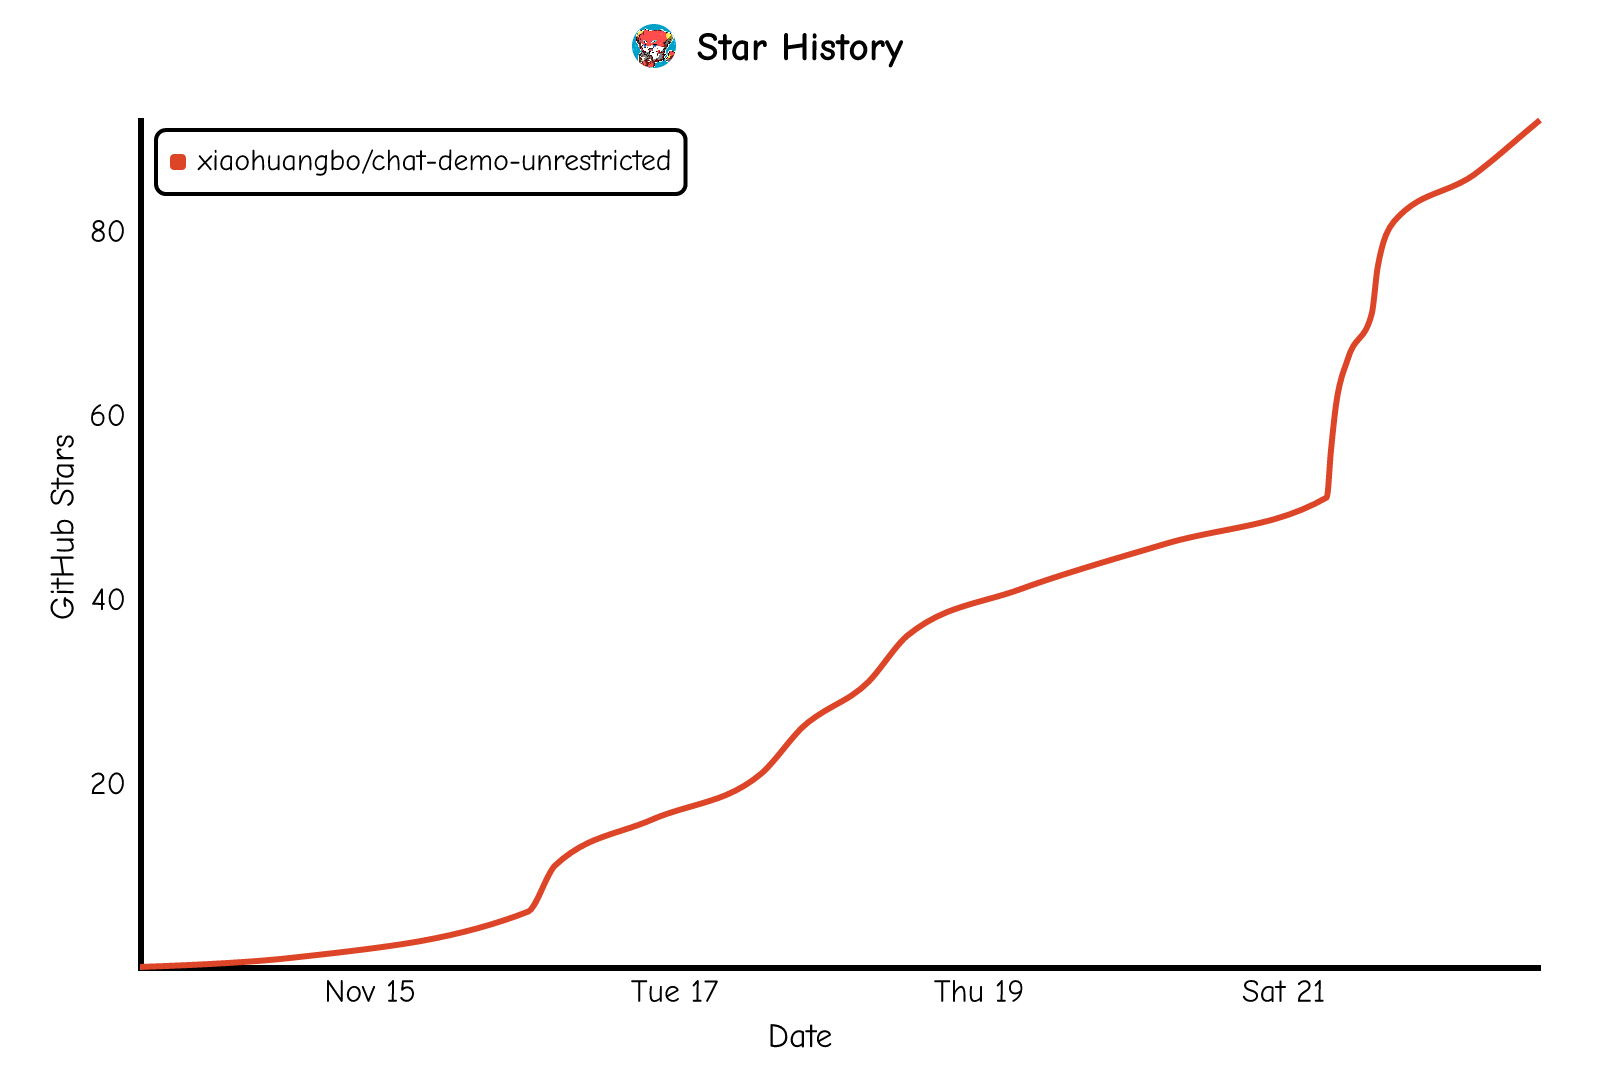 Star History
xiaohuangbo/chat-demo-unrestricted
80
60
40
20
GitHub Stars
Nov 15
Tue 17
Thu 19
Sat 21
Date